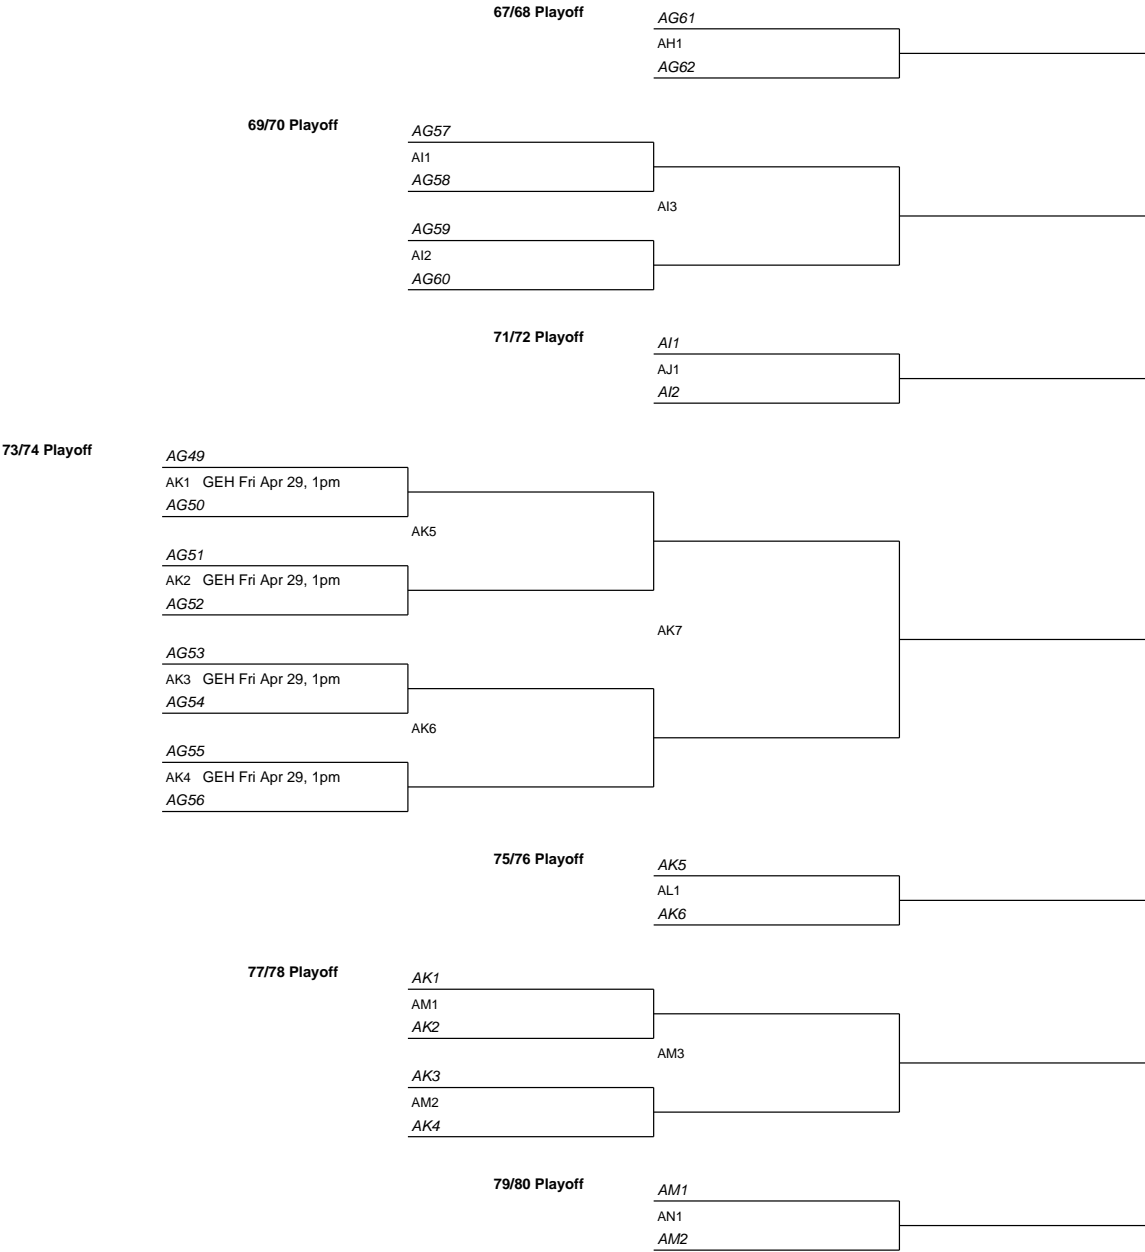 67/68 Playoff
AG61
AH1
AG62
69/70 Playoff
AG57
AI1
AG58
AI3
AG59
AI2
AG60
71/72 Playoff
AI1
AJ1
AI2
73/74 Playoff
AG49
AK1 GEH Fri Apr 29, 1pm
AG50
AK5
AG51
AK2 GEH Fri Apr 29, 1pm
AG52
AK7
AG53
AK3 GEH Fri Apr 29, 1pm
AG54
AK6
AG55
AK4 GEH Fri Apr 29, 1pm
AG56
75/76 Playoff
AK5
AL1
AK6
77/78 Playoff
AK1
AM1
AK2
AM3
AK3
AM2
AK4
79/80 Playoff
AM1
AN1
AM2